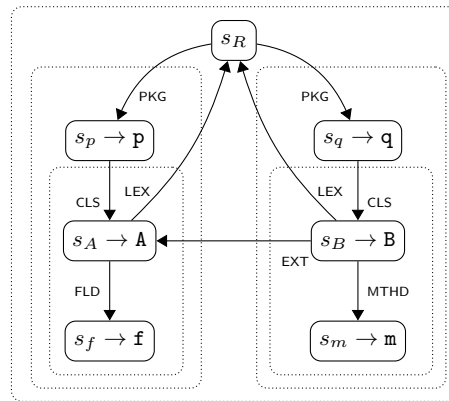 s_R
PKG PKG
s_p → p s_q → q
CLS LEX LEX CLS
s_A → A s_B → B
EXT
FLD MTHD
s_f → f s_m → m